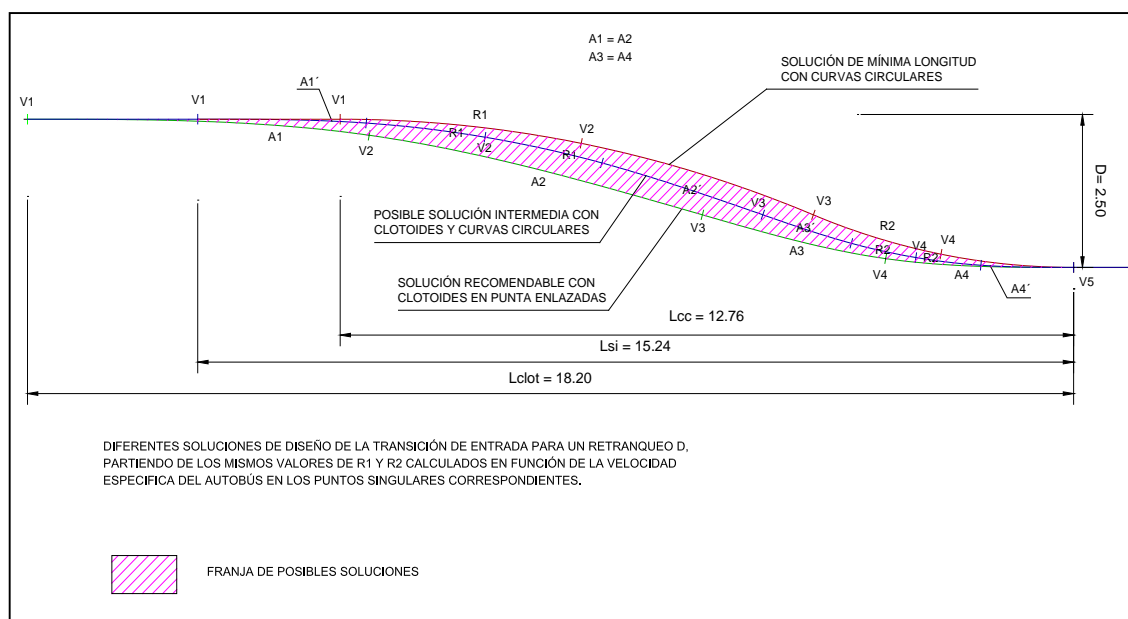 A1 = A2
A3 = A4
SOLUCIÓN DE MÍNIMA LONGITUD
CON CURVAS CIRCULARES
A1´
V1
V1
V1
R1
A1
R1
V2
V2
V2
R1
D= 2.50
A2
A2´
V3
V3
V3
POSIBLE SOLUCIÓN INTERMEDIA CON
CLOTOIDES Y CURVAS CIRCULARES
A3´
R2
A3
R2
V4
V4
R2
V4
A4
A4´
V5
SOLUCIÓN RECOMENDABLE CON
CLOTOIDES EN PUNTA ENLAZADAS
Lcc = 12.76
Lsi = 15.24
Lclot = 18.20
DIFERENTES SOLUCIONES DE DISEÑO DE LA TRANSICIÓN DE ENTRADA PARA UN RETRANQUEO D,
PARTIENDO DE LOS MISMOS VALORES DE R1 Y R2 CALCULADOS EN FUNCIÓN DE LA VELOCIDAD
ESPECIFICA DEL AUTOBÚS EN LOS PUNTOS SINGULARES CORRESPONDIENTES.
FRANJA DE POSIBLES SOLUCIONES